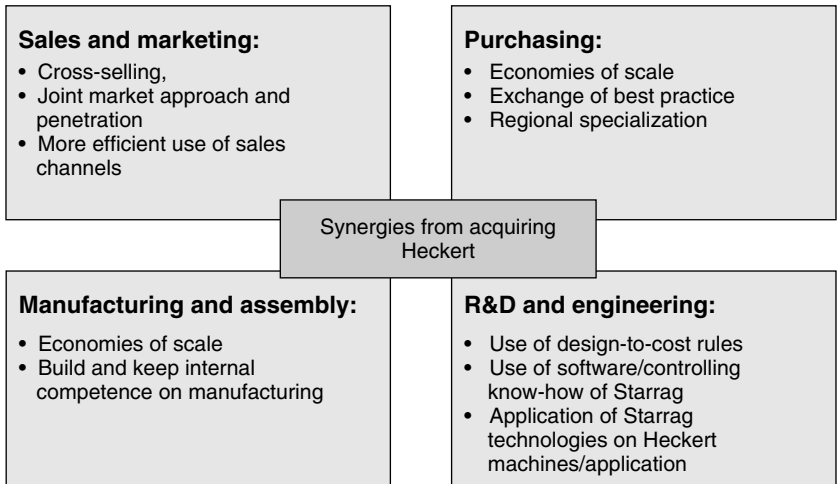 Sales and marketing:
• Cross-selling,
• Joint market approach and
penetration
• More efficient use of sales
channels
Purchasing:
• Economies of scale
• Exchange of best practice
• Regional specialization
Synergies from acquiring
Heckert
Manufacturing and assembly:
• Economies of scale
• Build and keep internal
competence on manufacturing
R&D and engineering:
• Use of design-to-cost rules
• Use of software/controlling
know-how of Starrag
• Application of Starrag
technologies on Heckert
machines/application